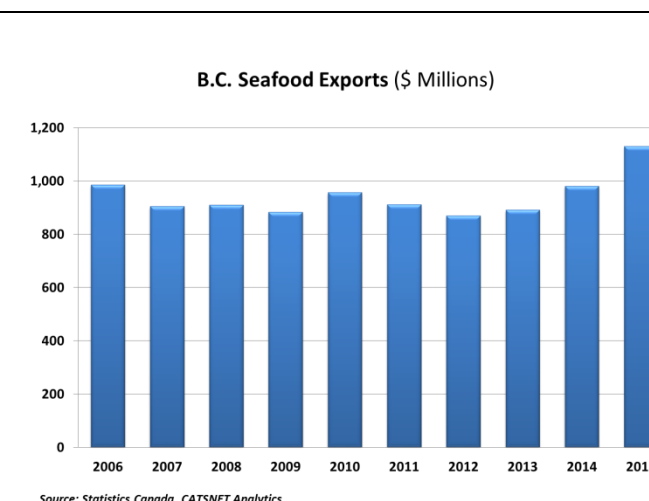 B.C. Seafood Exports ($ Millions)
1,200
1,000
800
600
400
200
0
2006 2007 2008 2009 2010 2011 2012 2013 2014 201
Source: Statistics Canada, CATSNET Analytics